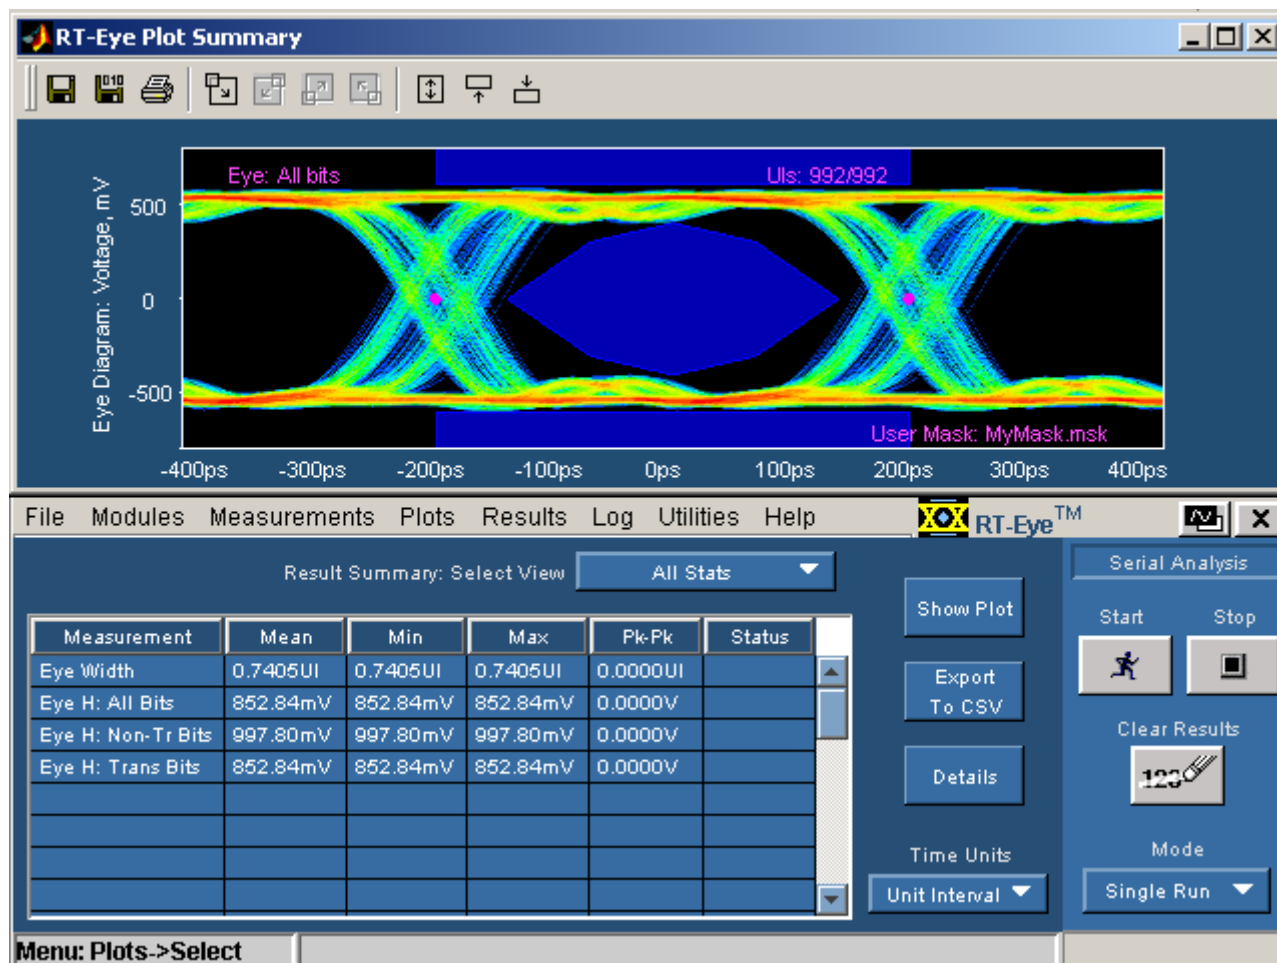 RT-Eye Plot Summary
Eye: All bits
UIs: 992/992
Eye Diagram: Voltage, mV
500
0
-500
User Mask: MyMask.msk
-400ps -300ps -200ps -100ps 0ps 100ps 200ps 300ps 400ps
File Modules Measurements Plots Results Log Utilities Help
RT-Eye™
Result Summary: Select View All Stats
Measurement Mean Min Max Pk-Pk Status
Eye Width 0.7405UI 0.7405UI 0.7405UI 0.0000UI
Eye H: All Bits 852.84mV 852.84mV 852.84mV 0.0000V
Eye H: Non-Tr Bits 997.80mV 997.80mV 997.80mV 0.0000V
Eye H: Trans Bits 852.84mV 852.84mV 852.84mV 0.0000V
Show Plot
Export
To CSV
Details
Time Units
Unit Interval
Serial Analysis
Start Stop
Clear Results
123
Mode
Single Run
Menu: Plots->Select